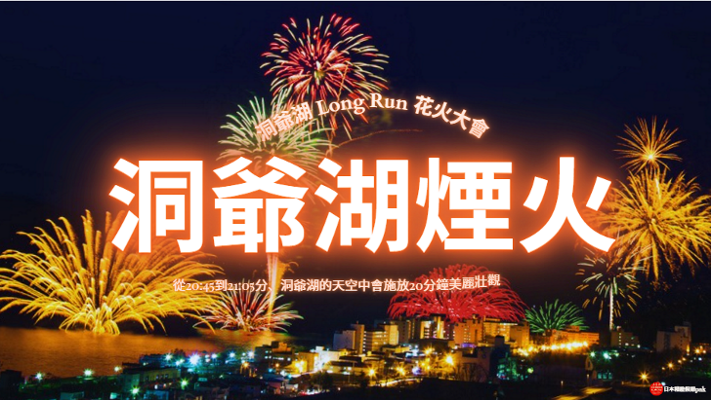 洞爺湖 Long Run 花火大會
洞爺湖煙火
從20:45到21:05分、洞爺湖的天空中會施放20分鐘美麗壯觀